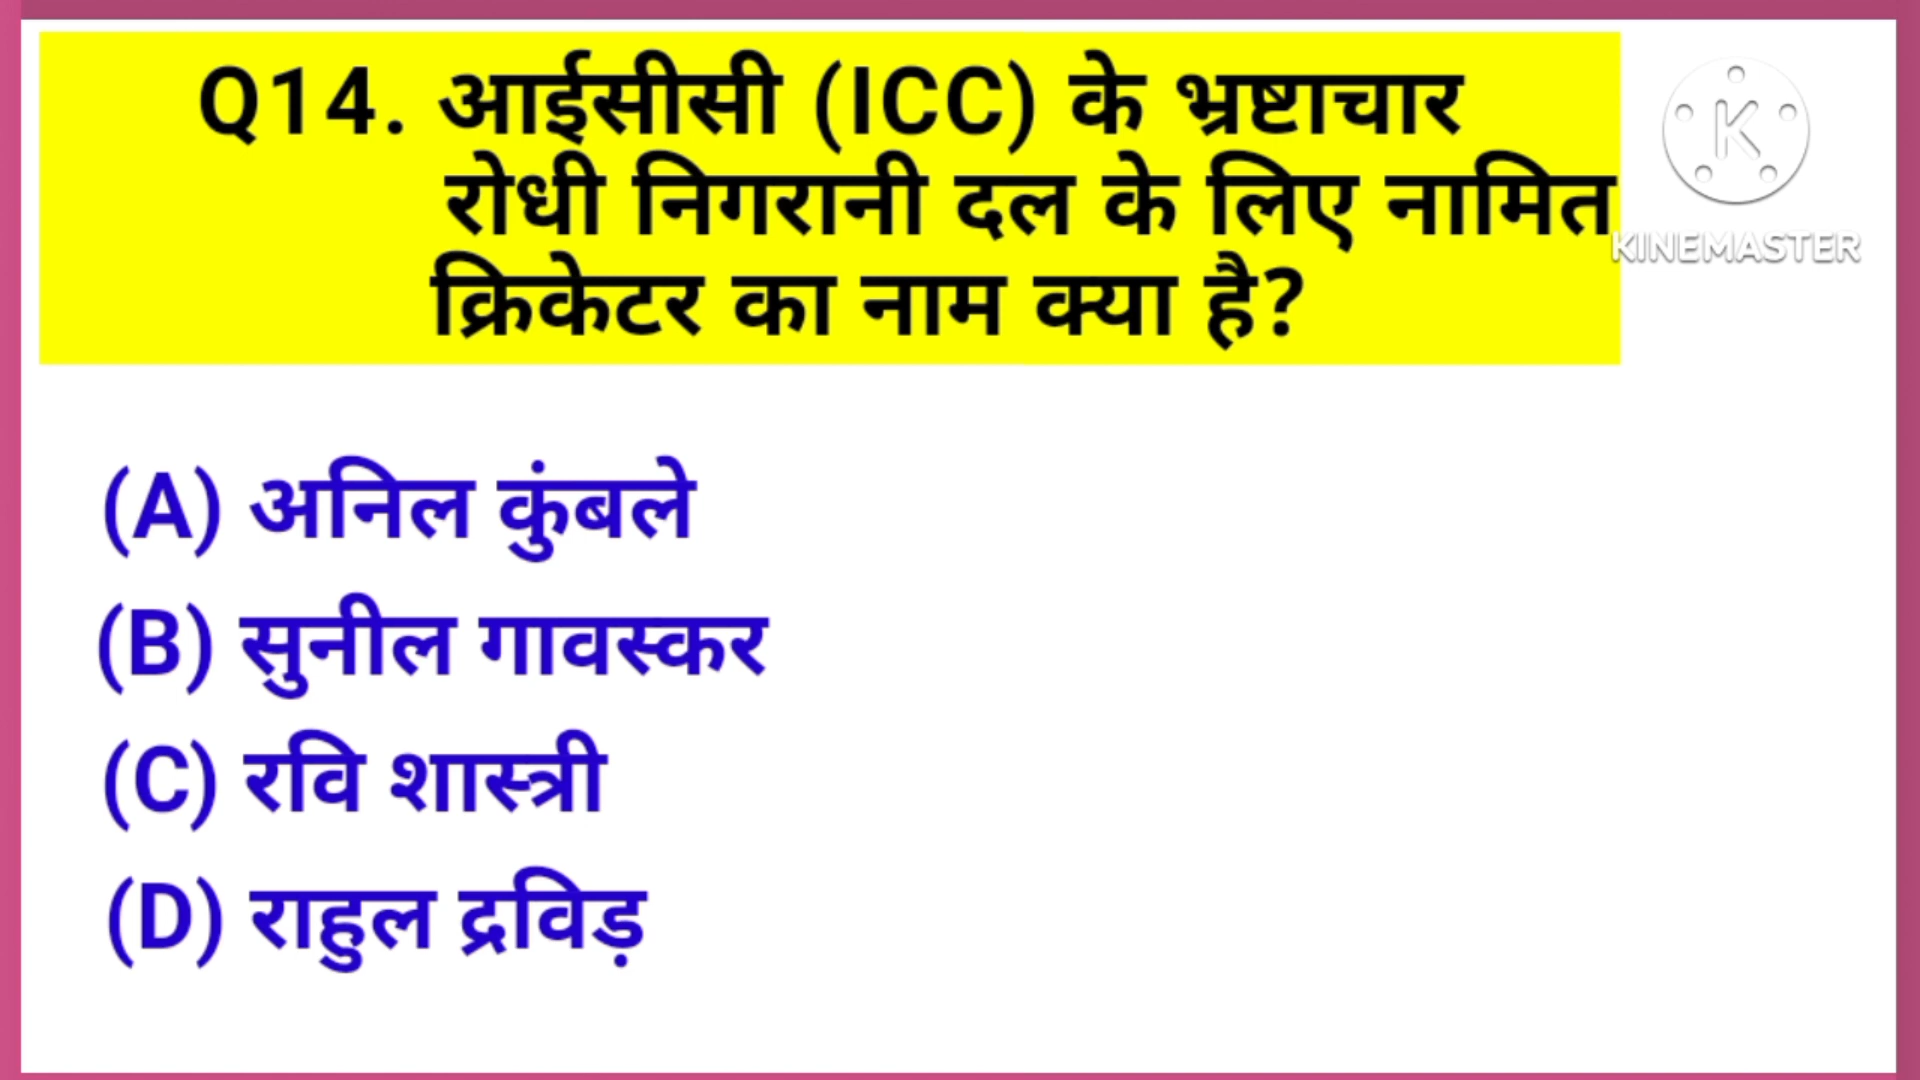 Q14. आईसीसी (ICC) के भ्रष्टाचार
रोधी निगरानी दल के लिए नामित
क्रिकेटर का नाम क्या है?
K
KINEMASTER
(A) अनिल कुंबले
(B) सुनील गावस्कर
(C) रवि शास्त्री
(D) राहुल द्रविड़